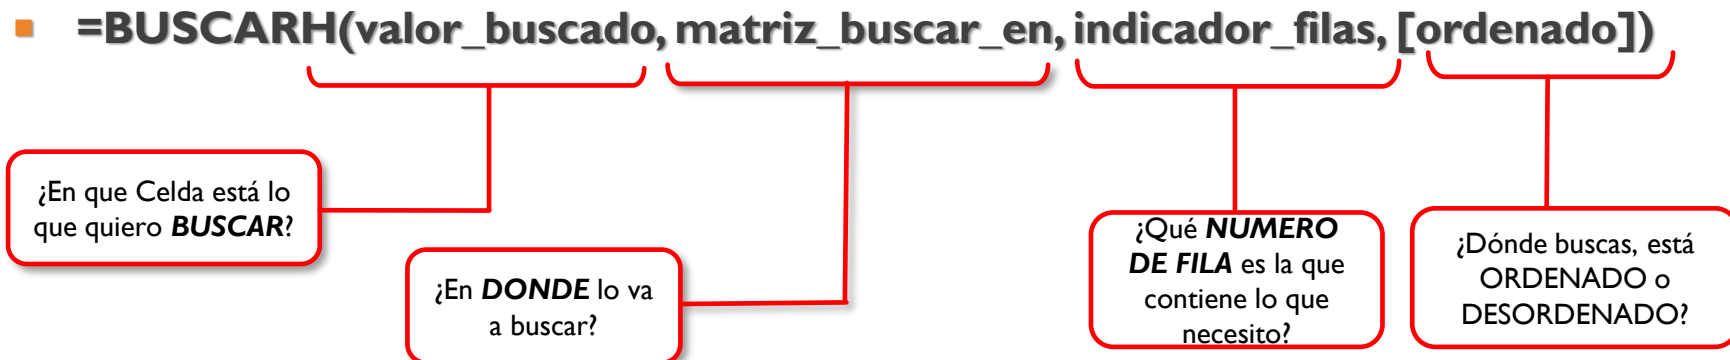 =BUSCARH(valor_buscado, matriz_buscar_en, indicador_filas, [ordenado])
¿En que Celda está lo
que quiero BUSCAR?
¿En DONDE lo va
a buscar?
¿Qué NUMERO
DE FILA es la que
contiene lo que
necesito?
¿Dónde buscas, está
ORDENADO o
DESORDENADO?